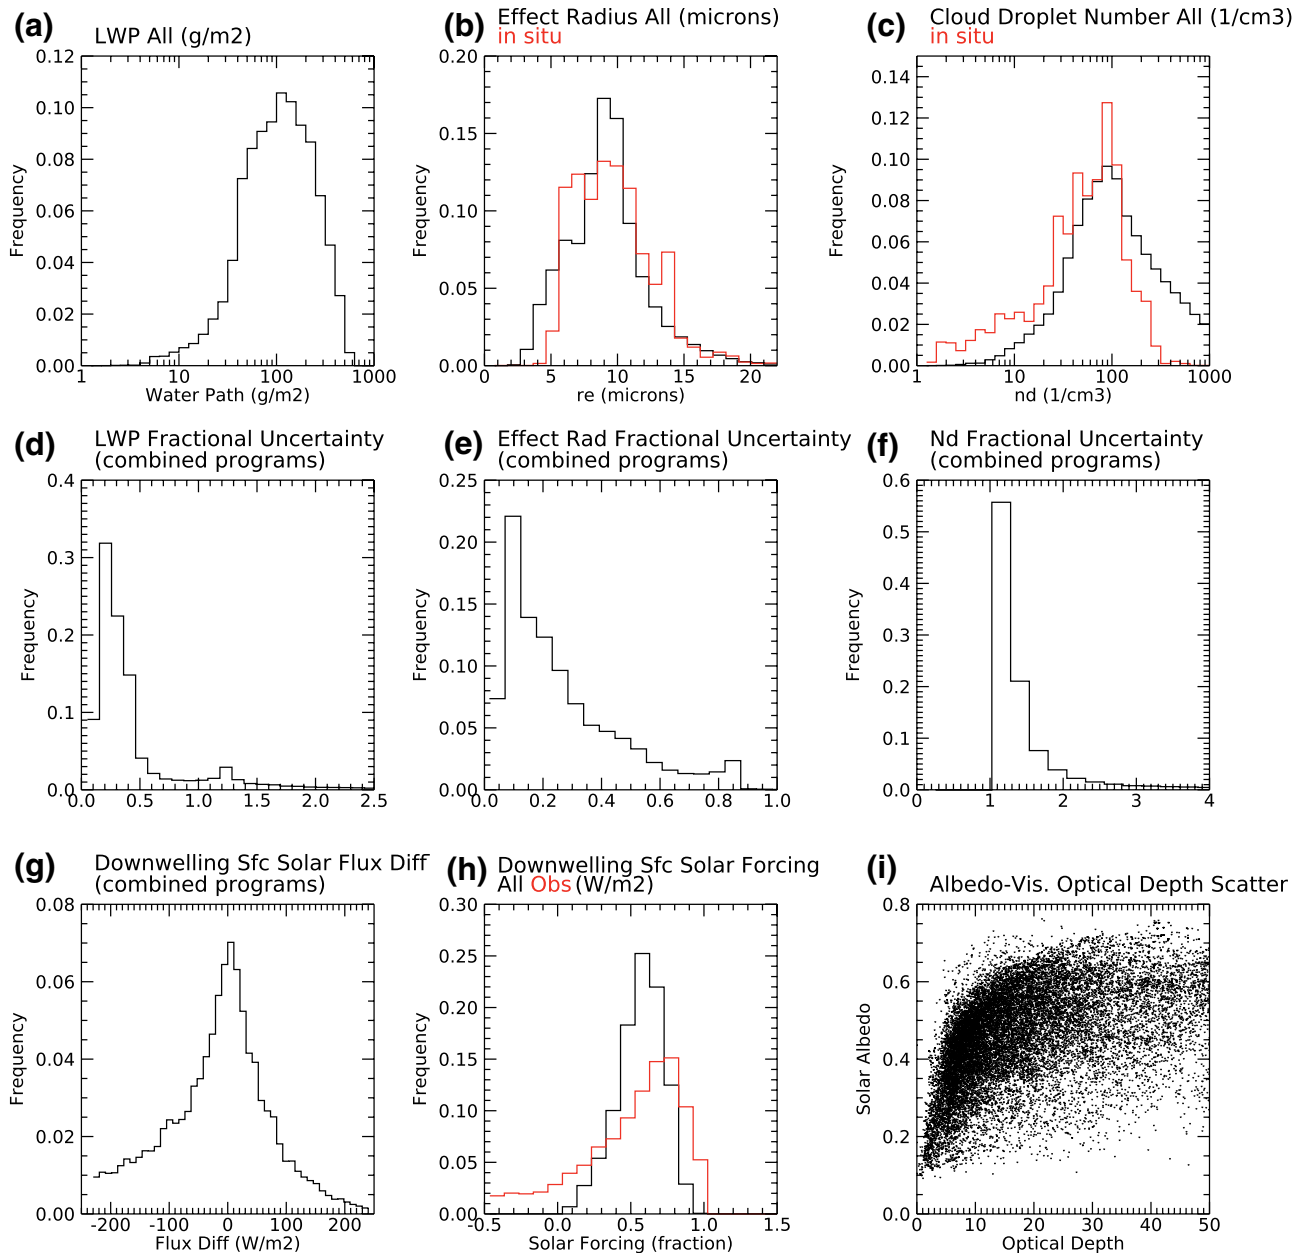 (a) LWP All (g/m2)
0.12
0.10
0.08
0.06
0.04
0.02
0.00
Frequency
1 10 100 1000
Water Path (g/m2)
(b) Effect Radius All (microns)
in situ
0.20
0.15
0.10
0.05
0.00
Frequency
0 5 10 15 20
re (microns)
(c) Cloud Droplet Number All (1/cm3)
in situ
0.14
0.12
0.10
0.08
0.06
0.04
0.02
0.00
Frequency
1 10 100 1000
nd (1/cm3)
(d) LWP Fractional Uncertainty
(combined programs)
0.4
0.3
0.2
0.1
0.0
Frequency
0.0 0.5 1.0 1.5 2.0 2.5
(e) Effect Rad Fractional Uncertainty
(combined programs)
0.25
0.20
0.15
0.10
0.05
0.00
Frequency
0.0 0.2 0.4 0.6 0.8 1.0
(f) Nd Fractional Uncertainty
(combined programs)
0.6
0.5
0.4
0.3
0.2
0.1
0.0
Frequency
0 1 2 3 4
(g) Downwelling Sfc Solar Flux Diff
(combined programs)
0.08
0.06
0.04
0.02
0.00
Frequency
-200 -100 0 100 200
Flux Diff (W/m2)
(h) Downwelling Sfc Solar Forcing
All Obs (W/m2)
0.30
0.25
0.20
0.15
0.10
0.05
0.00
Frequency
-0.5 0.0 0.5 1.0 1.5
Solar Forcing (fraction)
(i) Albedo-Vis. Optical Depth Scatter
0.8
0.6
0.4
0.2
0.0
Solar Albedo
0 10 20 30 40 50
Optical Depth